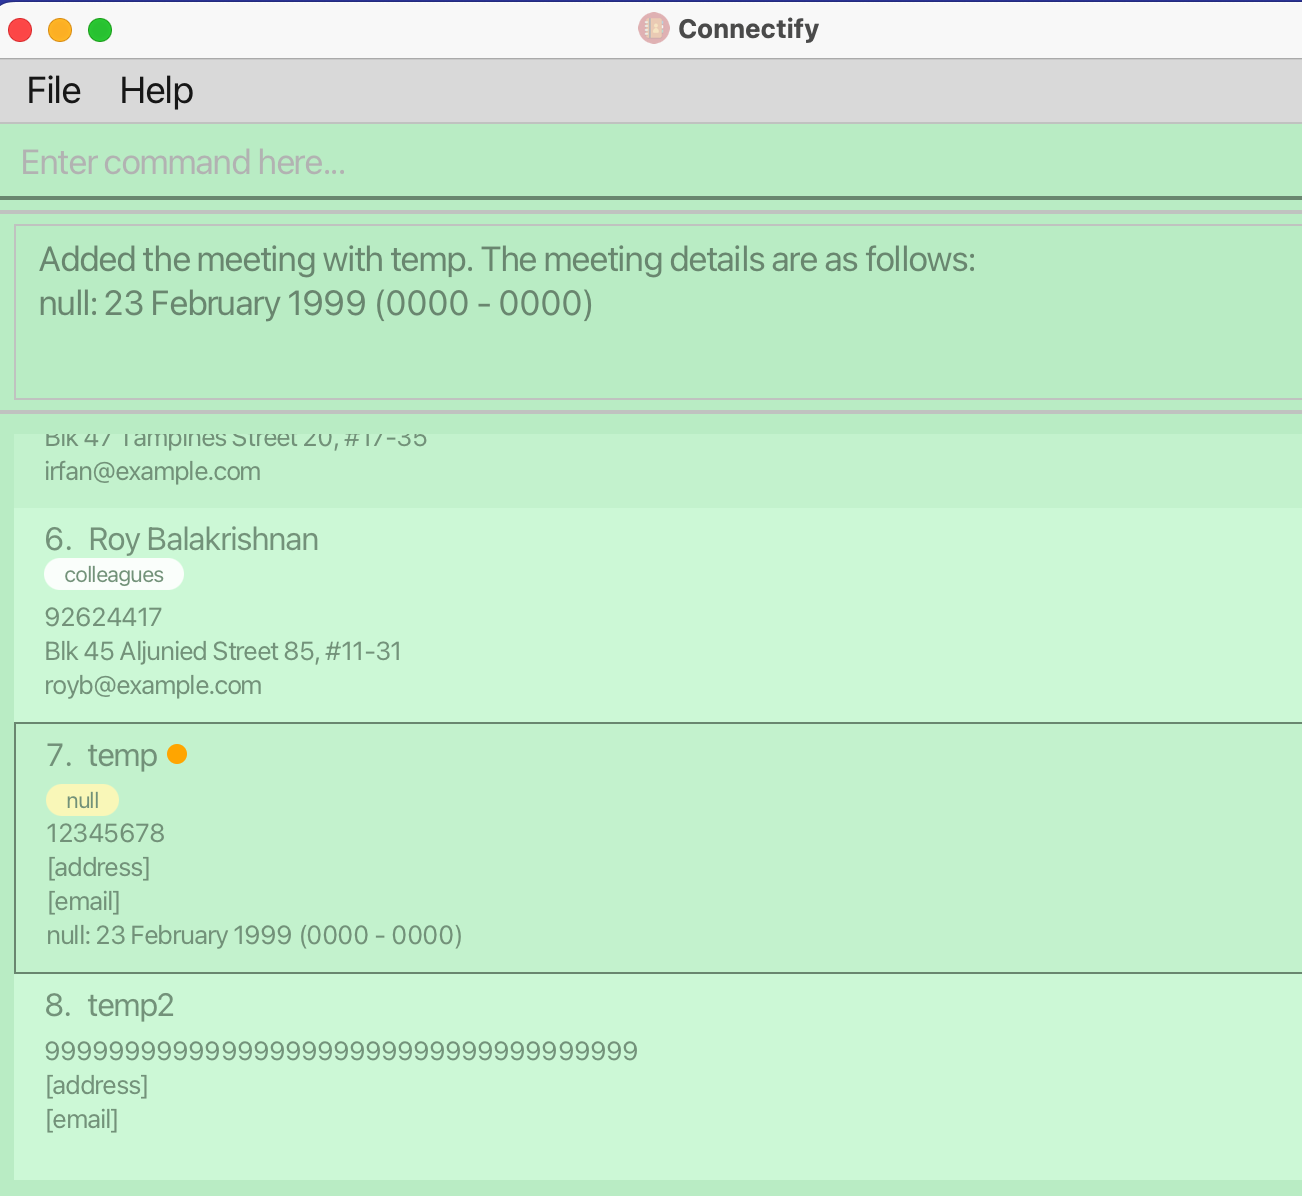 Connectify
File Help
Enter command here...
Added the meeting with temp. The meeting details are as follows:
null: 23 February 1999 (0000 - 0000)
Blk 47 Tampines Street 20, #17-35
irfan@example.com
6. Roy Balakrishnan
colleagues
92624417
Blk 45 Aljunied Street 85, #11-31
royb@example.com
7. temp
null
12345678
[address]
[email]
null: 23 February 1999 (0000 - 0000)
8. temp2
99999999999999999999999999999999999999
[address]
[email]